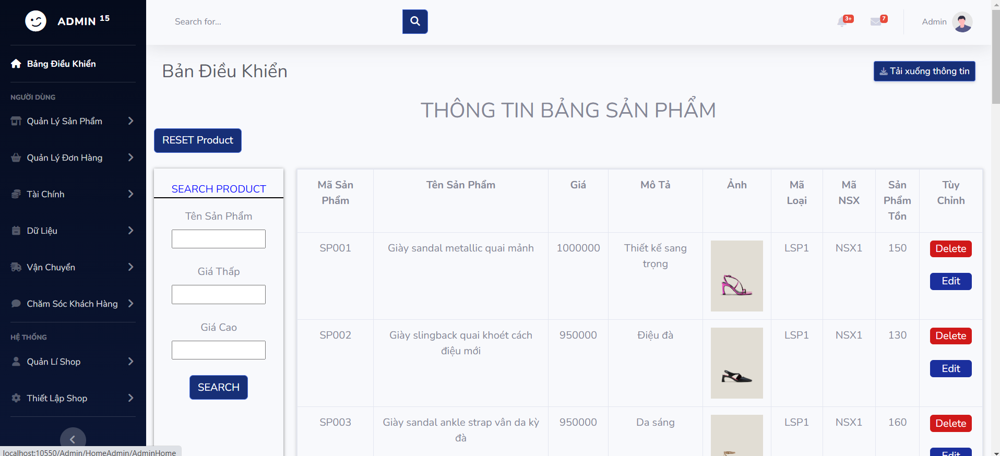 ADMIN 15
Search for...
3+
7
Admin
Bảng Điều Khiển
NGƯỜI DÙNG
Quản Lý Sản Phẩm
Quản Lý Đơn Hàng
Tài Chính
Dữ Liệu
Vận Chuyển
Chăm Sóc Khách Hàng
HỆ THỐNG
Quản Lí Shop
Thiết Lập Shop
localhost:10550/Admin/HomeAdmin/AdminHome
Bản Điều Khiển
Tải xuống thông tin
THÔNG TIN BẢNG SẢN PHẨM
RESET Product
SEARCH PRODUCT
Tên Sản Phẩm
Giá Thấp
Giá Cao
SEARCH
Mã Sản
Phẩm
Tên Sản Phẩm
Giá
Mô Tả
Ảnh
Mã
Loại
Mã
NSX
Sản
Phẩm
Tồn
Tùy
Chỉnh
SP001
Giày sandal metallic quai mảnh
1000000
Thiết kế sang
trọng
LSP1
NSX1
150
Delete
Edit
SP002
Giày slingback quai khoét cách
điệu mới
950000
Điệu đà
LSP1
NSX1
130
Delete
Edit
SP003
Giày sandal ankle strap vân da kỳ
đà
950000
Da sáng
LSP1
NSX1
160
Delete
Edit